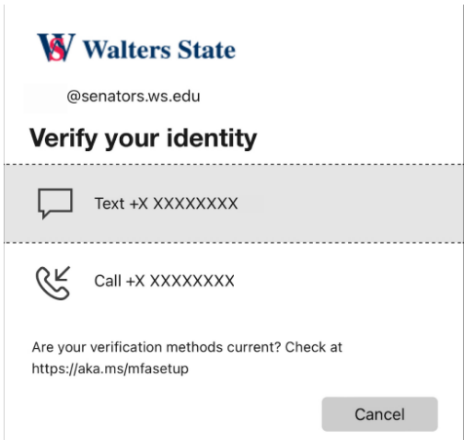 WS Walters State
@senators.ws.edu
Verify your identity
Text +X XXXXXXXX
Call +X XXXXXXXX
Are your verification methods current? Check at
https://aka.ms/mfasetup
Cancel